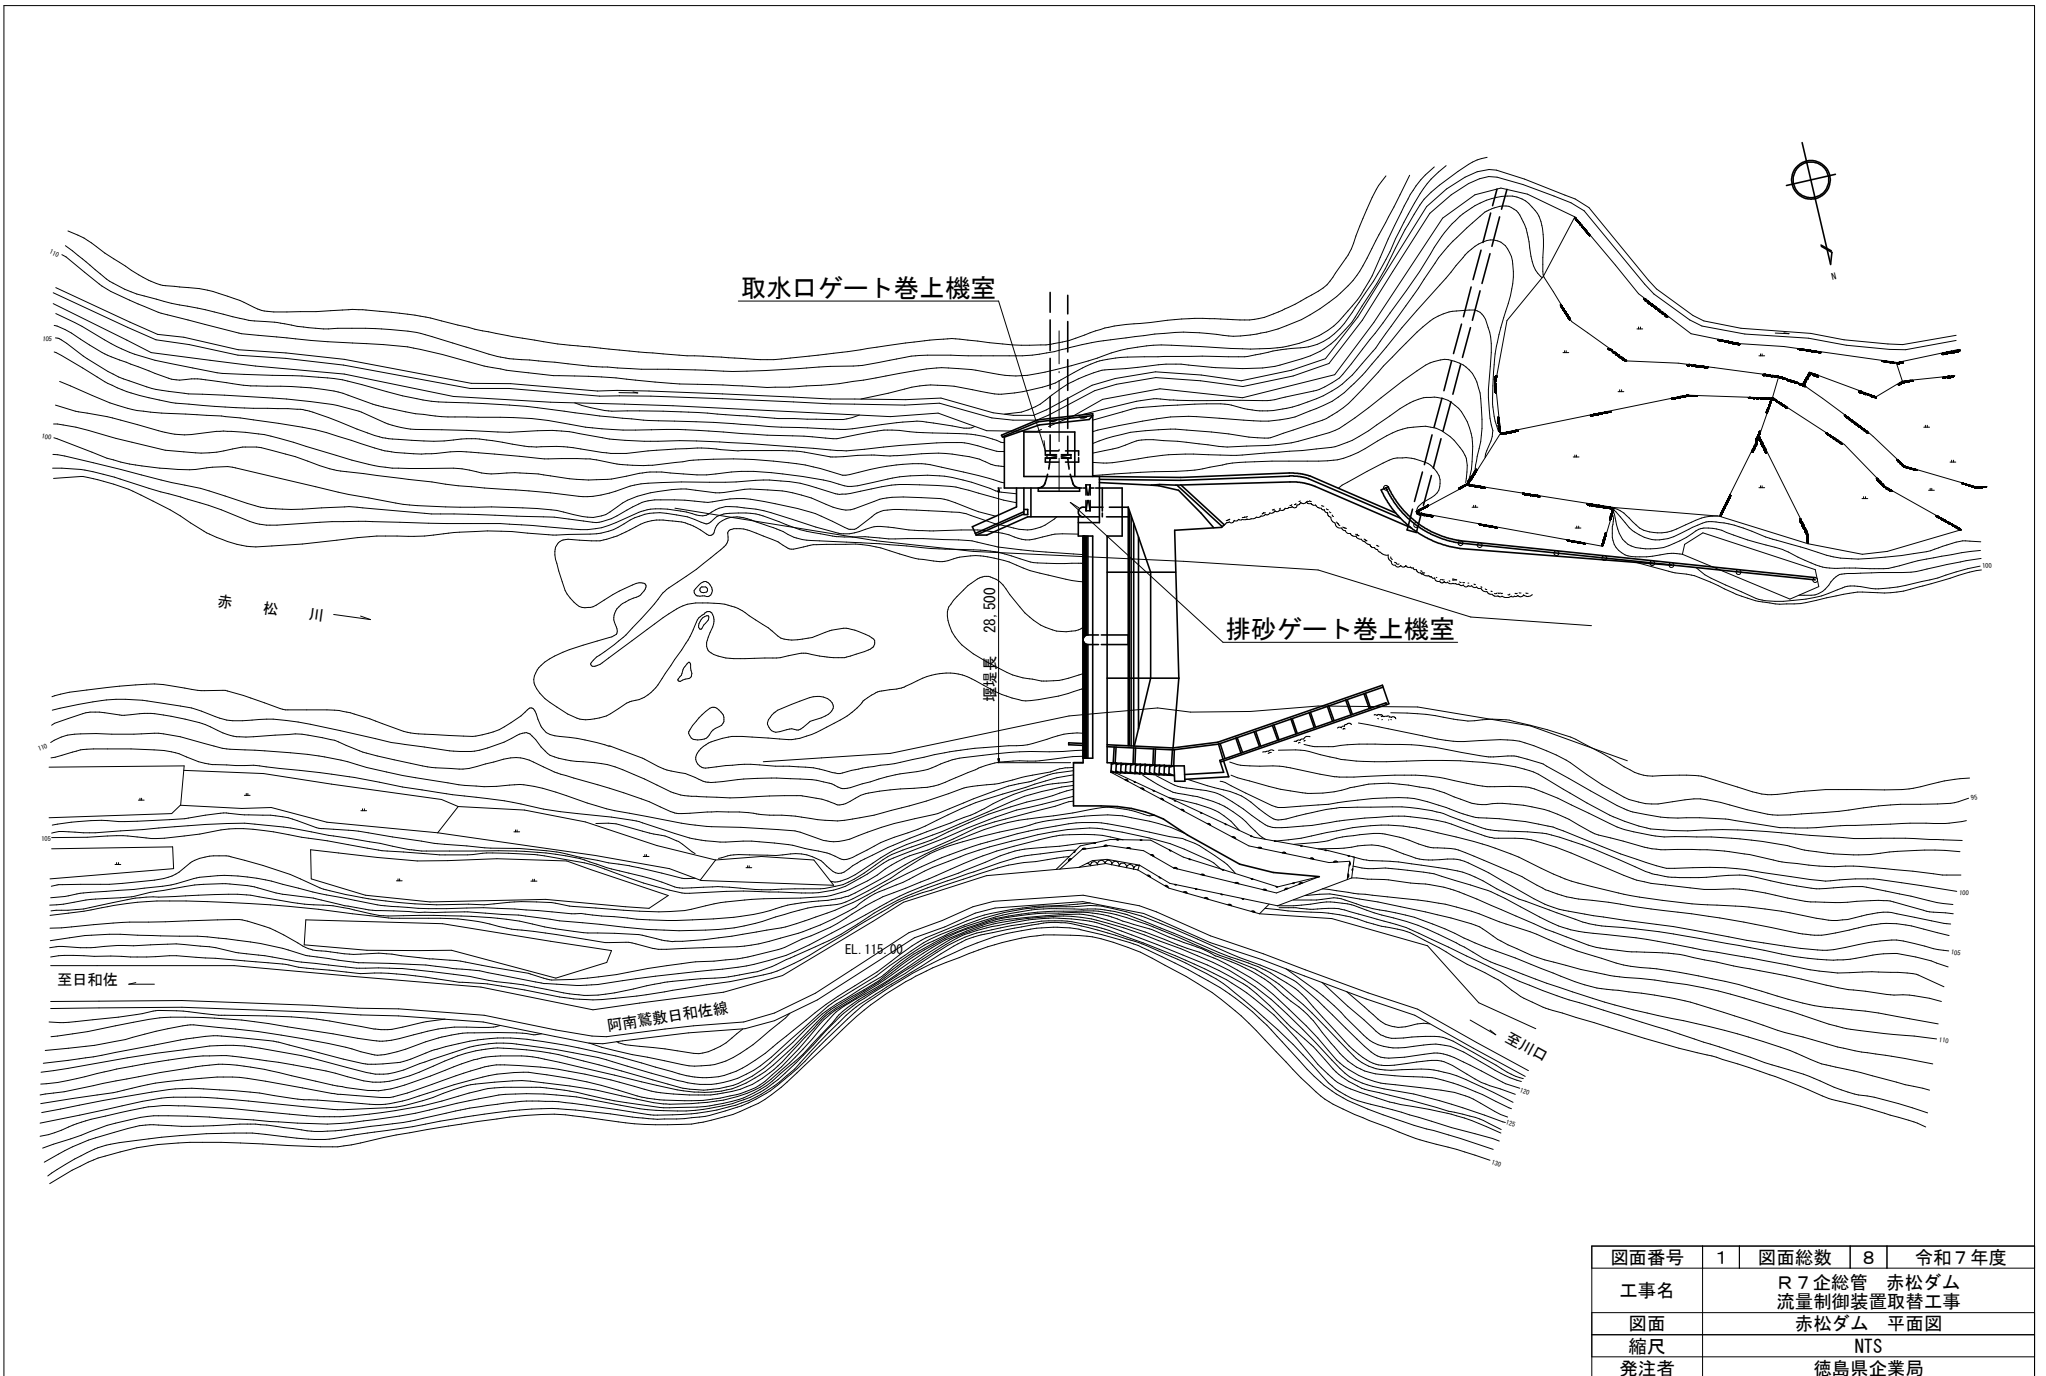 110
N
取水口ゲート巻上機室
105
100
100
赤 松 川
堰堤長 28,500
排砂ゲート巻上機室
110
95
105
100
EL.115.00
105
至日和佐
阿南鷲敷日和佐線
至川口
110
120
125
130
図面番号 1 図面総数 8 令和7年度
工事名 R7企総管 赤松ダム
流量制御装置取替工事
図面 赤松ダム 平面図
縮尺 NTS
発注者 徳島県企業局